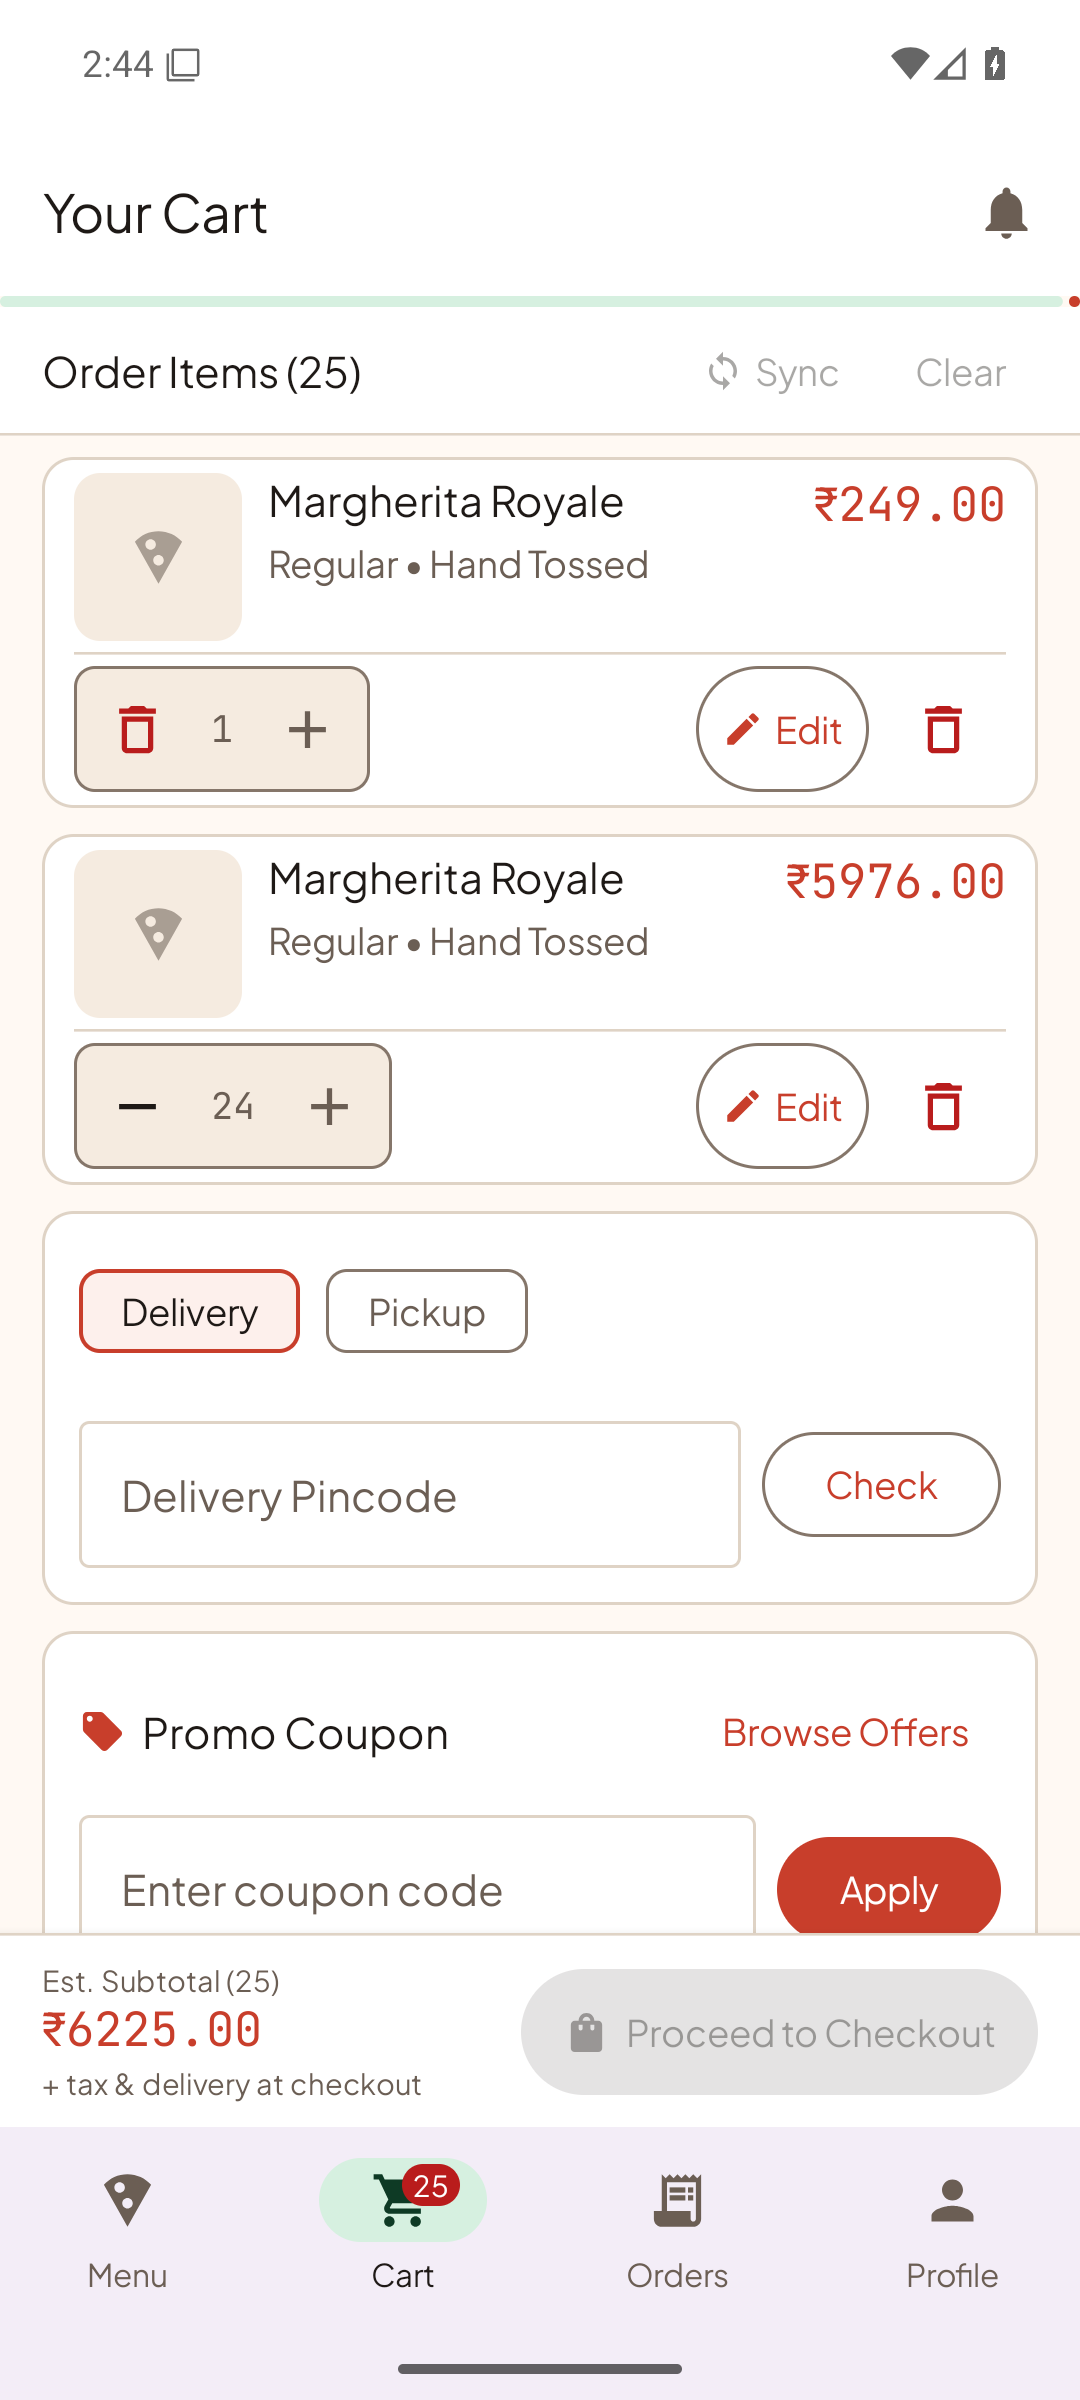 2:44
Your Cart
Order Items (25)
Sync
Clear
Margherita Royale
₹249.00
Regular • Hand Tossed
1
Edit
Margherita Royale
₹5976.00
Regular • Hand Tossed
24
Edit
Delivery
Pickup
Delivery Pincode
Check
Promo Coupon
Browse Offers
Enter coupon code
Apply
Est. Subtotal (25)
₹6225.00
+ tax & delivery at checkout
Proceed to Checkout
25
Menu
Cart
Orders
Profile